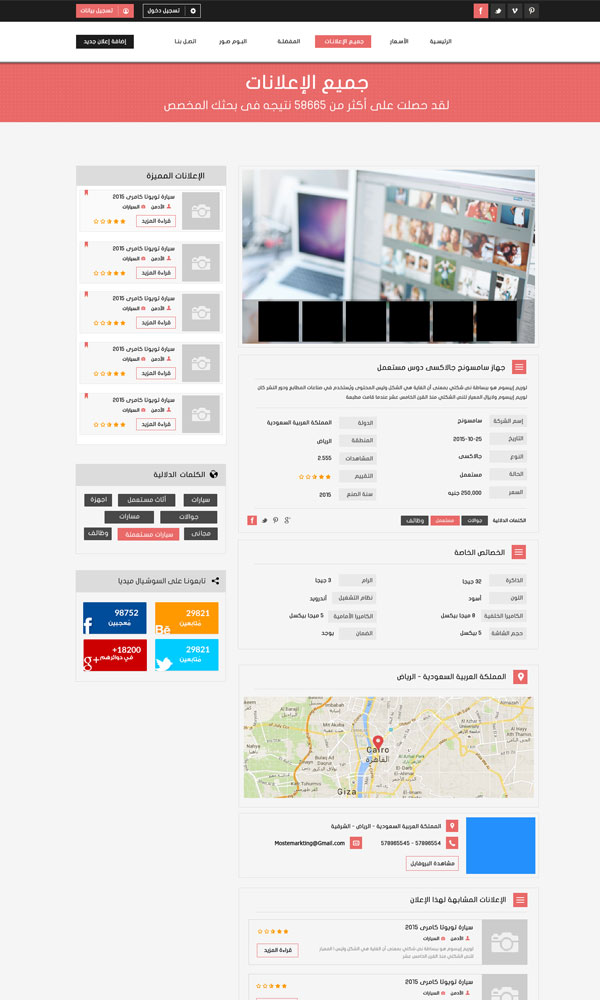 تسجيل دخول
تسجيل بيانات
الرئيسية
الأسعار
جميع الإعلانات
المفضلة
البوم صور
اتصل بنا
إضافة إعلان جديد
جميع الإعلانات
لقد حصلت على أكثر من 58665 نتيجه فى بحثك المخصص
الإعلانات المميزة
سيارة تويوتا كامرى 2015
الأدمن السيارات
قراءة المزيد
سيارة تويوتا كامرى 2015
الأدمن السيارات
قراءة المزيد
سيارة تويوتا كامرى 2015
الأدمن السيارات
قراءة المزيد
سيارة تويوتا كامرى 2015
الأدمن السيارات
قراءة المزيد
سيارة تويوتا كامرى 2015
الأدمن السيارات
قراءة المزيد
الكلمات الدلالية
سيارات أثاث مستعمل اجهزة
جوالات مسارات
مجانى سيارات مستعملة وظائف
تابعونا على السوشيال ميديا
29821
متابعين
98752
معجبين
29821
متابعين
+18200
في دوائرهم
جهاز سامسونج جالاكسى دوس مستعمل
لوريم إيبسوم هو ببساطة نص شكلي بمعنى أن الغاية هي الشكل وليس المحتوى ويُستخدم في صناعات المطابع ودور النشر كان
لوريم إيبسوم ولايزال المعيار للنص الشكلي منذ القرن الخامس عشر عندما قامت مطبعة
إسم الشركة سامسونج
الدولة المملكة العربية السعودية
التاريخ 25-10-2015
المنطقة الرياض
النوع جالاكسى
المشاهدات 2.555
الحالة مستعمل
التقييم
السعر 250,000 جنيه
سنة الصنع 2015
الكلمات الدلالية جوالات مستعمل وظائف
الخصائص الخاصة
الذاكرة 32 جيجا
الرام 3 جيجا
اللون أسود
نظام التشغيل أندرويد
الكاميرا الخلفية 8 ميجا بيكسل
الكاميرا الأمامية 5 ميجا بيكسل
حجم الشاشة 5 بيكسل
الضمان يوجد
المملكة العربية السعودية - الرياض
Cairo
القاهرة
Giza
المملكة العربية السعودية - الرياض - الشرقية
578965545 - 57896554
Mostemarkting@Gmail.com
مشاهدة البروفايل
الإعلانات المشابهة لهذا الإعلان
سيارة تويوتا كامرى 2015
الأدمن السيارات
لوريم إيبسوم هو ببساطة نص شكلي بمعنى أن الغاية هي الشكل وليس المعيار
للنص الشكلي منذ القرن الخامس عشر
قراءة المزيد
سيارة تويوتا كامرى 2015
الأدمن السيارات